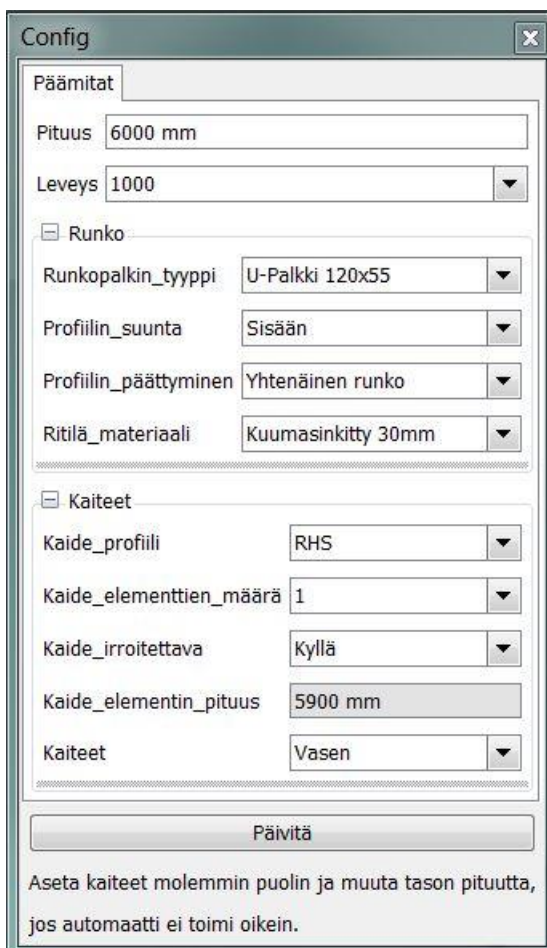 Config
Päämitat
Pituus 6000 mm
Leveys 1000
Runko
Runkopalkin_tyyppi U-Palkki 120x55
Profiilin_suunta Sisään
Profiilin_päättyminen Yhtenäinen runko
Ritilä_materiaali Kuumasinkitty 30mm
Kaiteet
Kaide_profiili RHS
Kaide_elementtien_määrä 1
Kaide_irroitettava Kyllä
Kaide_elementin_pituus 5900 mm
Kaiteet Vasen
Päivitä
Aseta kaiteet molemmin puolin ja muuta tason pituutta,
jos automaatti ei toimi oikein.